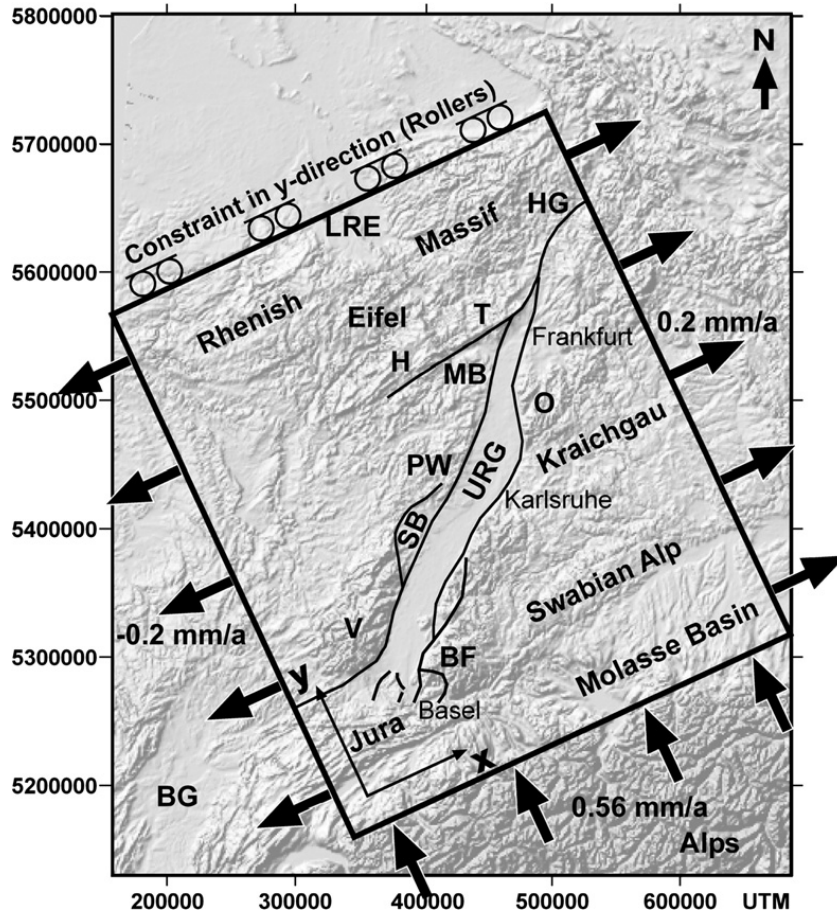 5800000
N
5700000
Constraint in y-direction (Rollers)
HG
LRE
Massif
5600000
Rhenish
Eifel
T
Frankfurt
0.2 mm/a
H
MB
5500000
O
Kraichgau
PW
URG
Karlsruhe
SB
5400000
Swabian Alp
-0.2 mm/a
V
5300000
BF
Molasse Basin
y
Basel
Jura
x
5200000
BG
0.56 mm/a
Alps
200000 300000 400000 500000 600000 UTM